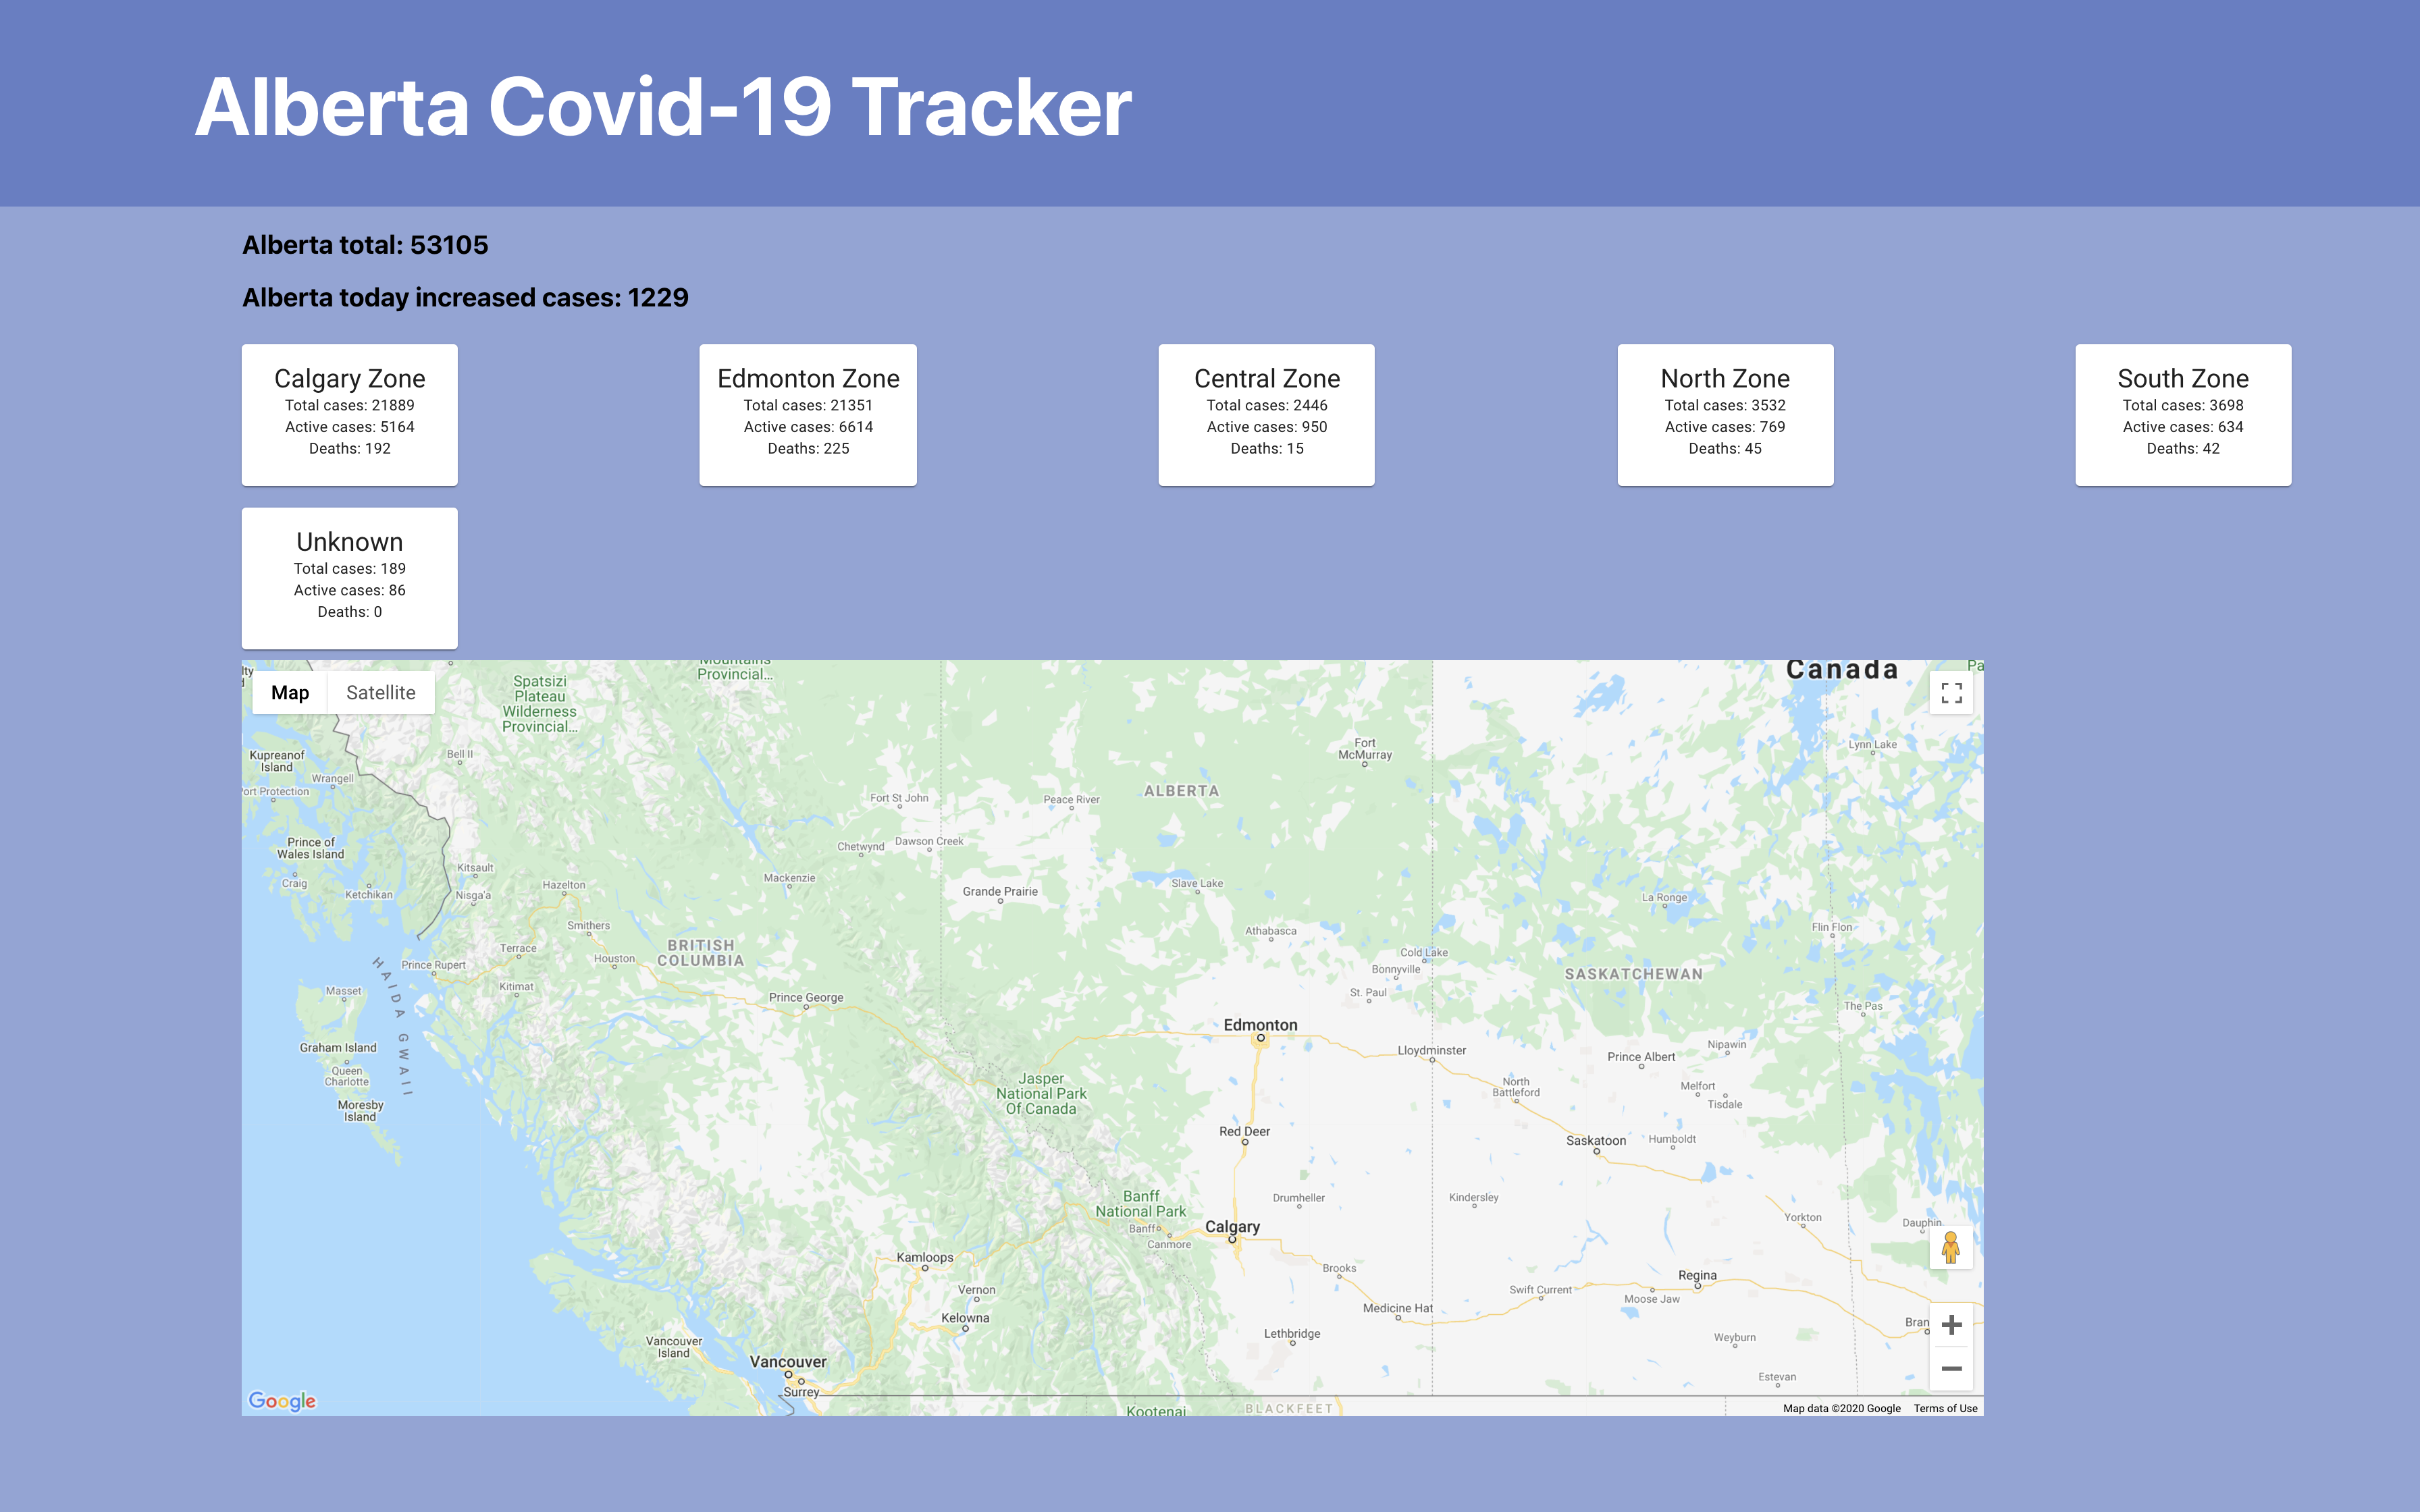 Alberta Covid-19 Tracker
Alberta total: 53105
Alberta today increased cases: 1229
Calgary Zone
Total cases: 21889
Active cases: 5164
Deaths: 192
Edmonton Zone
Total cases: 21351
Active cases: 6614
Deaths: 225
Central Zone
Total cases: 2446
Active cases: 950
Deaths: 15
North Zone
Total cases: 3532
Active cases: 769
Deaths: 45
South Zone
Total cases: 3698
Active cases: 634
Deaths: 42
Unknown
Total cases: 189
Active cases: 86
Deaths: 0
Map
Satellite
Canada
Mountains
Provincial...
Spatsizi
Plateau
Wilderness
Provincial...
Bell II
Kupreanof
Island
Wrangell
Port Protection
Fort
McMurray
Lynn Lake
ALBERTA
Fort St John
Peace River
Prince of
Wales Island
Chetwynd
Dawson Creek
Kitsault
Craig
Ketchikan
Nisga'a
Hazelton
Mackenzie
Grande Prairie
Slave Lake
La Ronge
Smithers
Athabasca
Flin Flon
Terrace
BRITISH
COLUMBIA
Houston
Prince Rupert
Cold Lake
Bonnyville
SASKATCHEWAN
HAIDA GWAII
Masset
Kitimat
Prince George
St. Paul
The Pas
Edmonton
Graham Island
Queen
Charlotte
Lloydminster
Prince Albert
Nipawin
Moresby
Island
Jasper
National Park
Of Canada
North
Battleford
Melfort
Tisdale
Red Deer
Saskatoon
Humboldt
Banff
National Park
Drumheller
Kindersley
Banff
Canmore
Calgary
Yorkton
Dauphin
Kamloops
Brooks
Vernon
Swift Current
Regina
Moose Jaw
Kelowna
Medicine Hat
Bran
Lethbridge
Weyburn
Vancouver
Island
Vancouver
Surrey
Estevan
Google
Kootenai
BLACKFEET
Map data ©2020 Google
Terms of Use